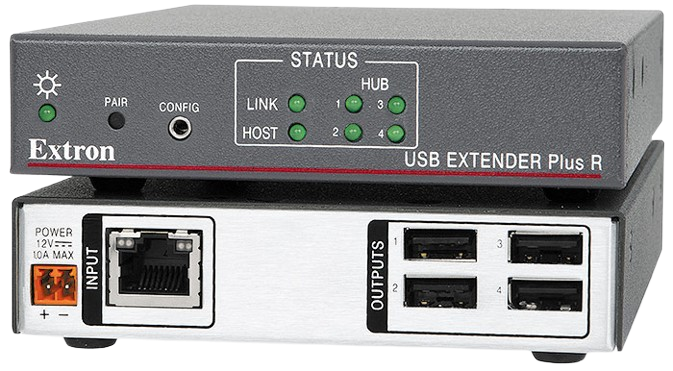 STATUS
HUB
PAIR
CONFIG
LINK
1
3
HOST
2
4
Extron
USB EXTENDER Plus R
POWER
12V
1.0A MAX
+ −
INPUT
OUTPUTS
1
3
2
4